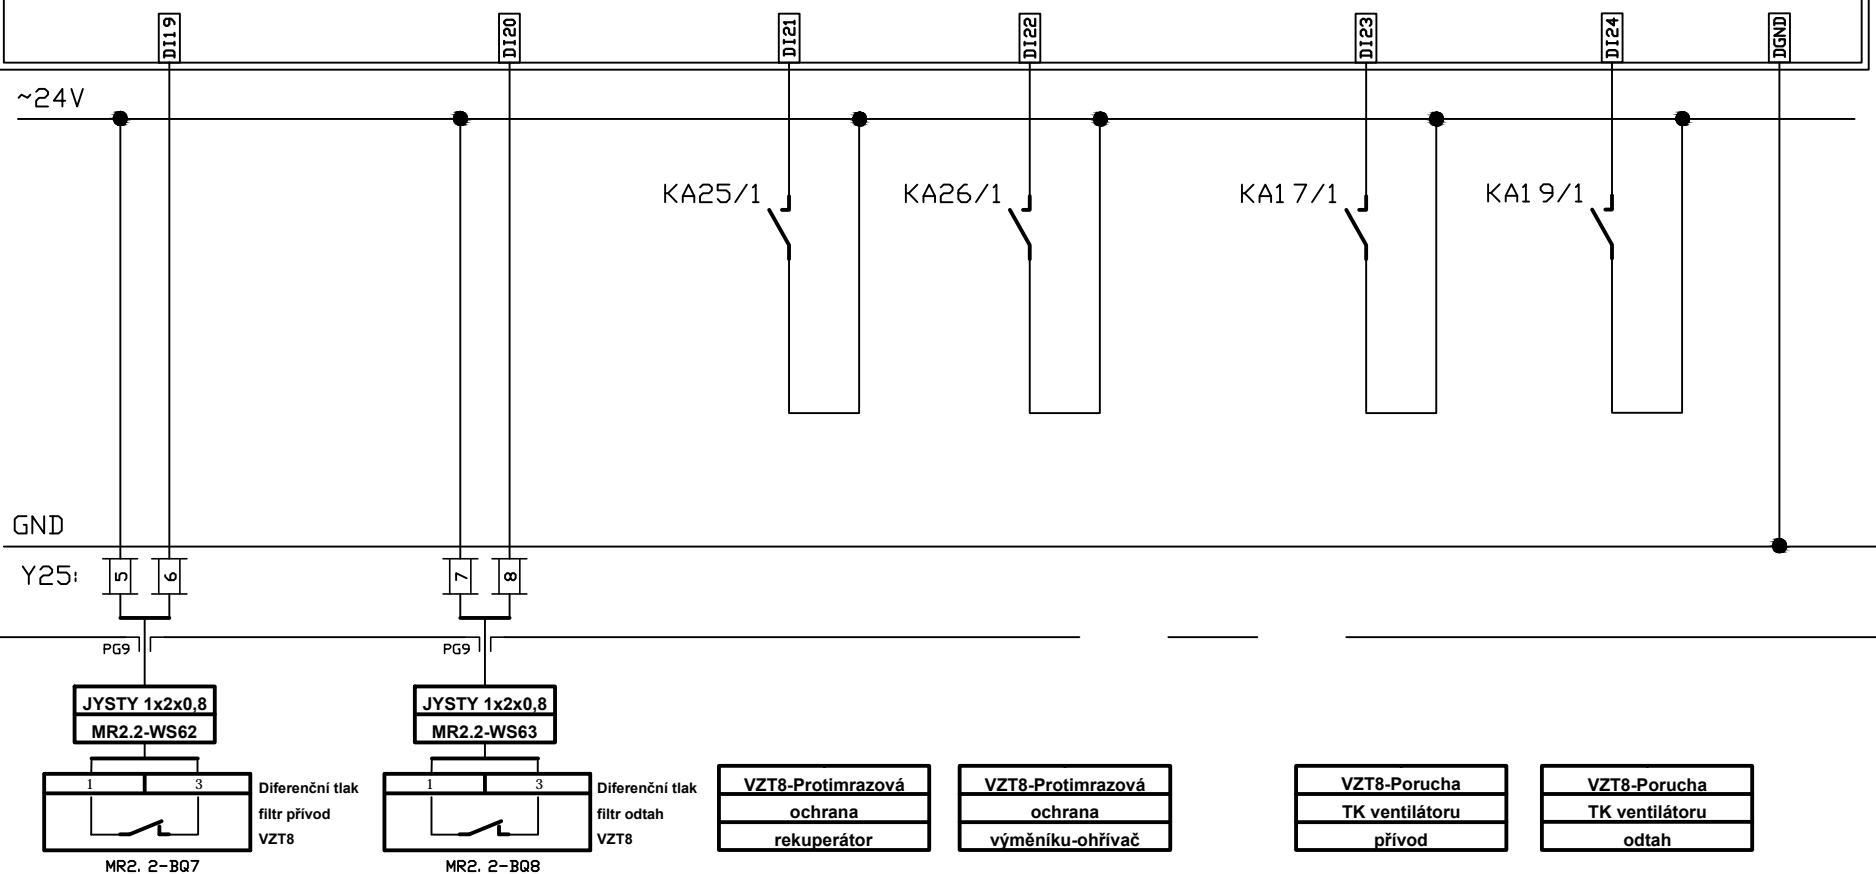 DI19
DI20
DI21
DI22
DI23
DI24
DGND
~24V
KA25/1
KA26/1
KA17/1
KA19/1
GND
Y25:
5
6
7
8
PG9
PG9
JYSTY 1x2x0,8
MR2.2-WS62
JYSTY 1x2x0,8
MR2.2-WS63
1
3
Diferenční tlak
filtr přívod
VZT8
MR2. 2-BQ7
1
3
Diferenční tlak
filtr odtah
VZT8
MR2. 2-BQ8
VZT8-Protimrazová
ochrana
rekuperátor
VZT8-Protimrazová
ochrana
výměníku-ohřívač
VZT8-Porucha
TK ventilátoru
přívod
VZT8-Porucha
TK ventilátoru
odtah